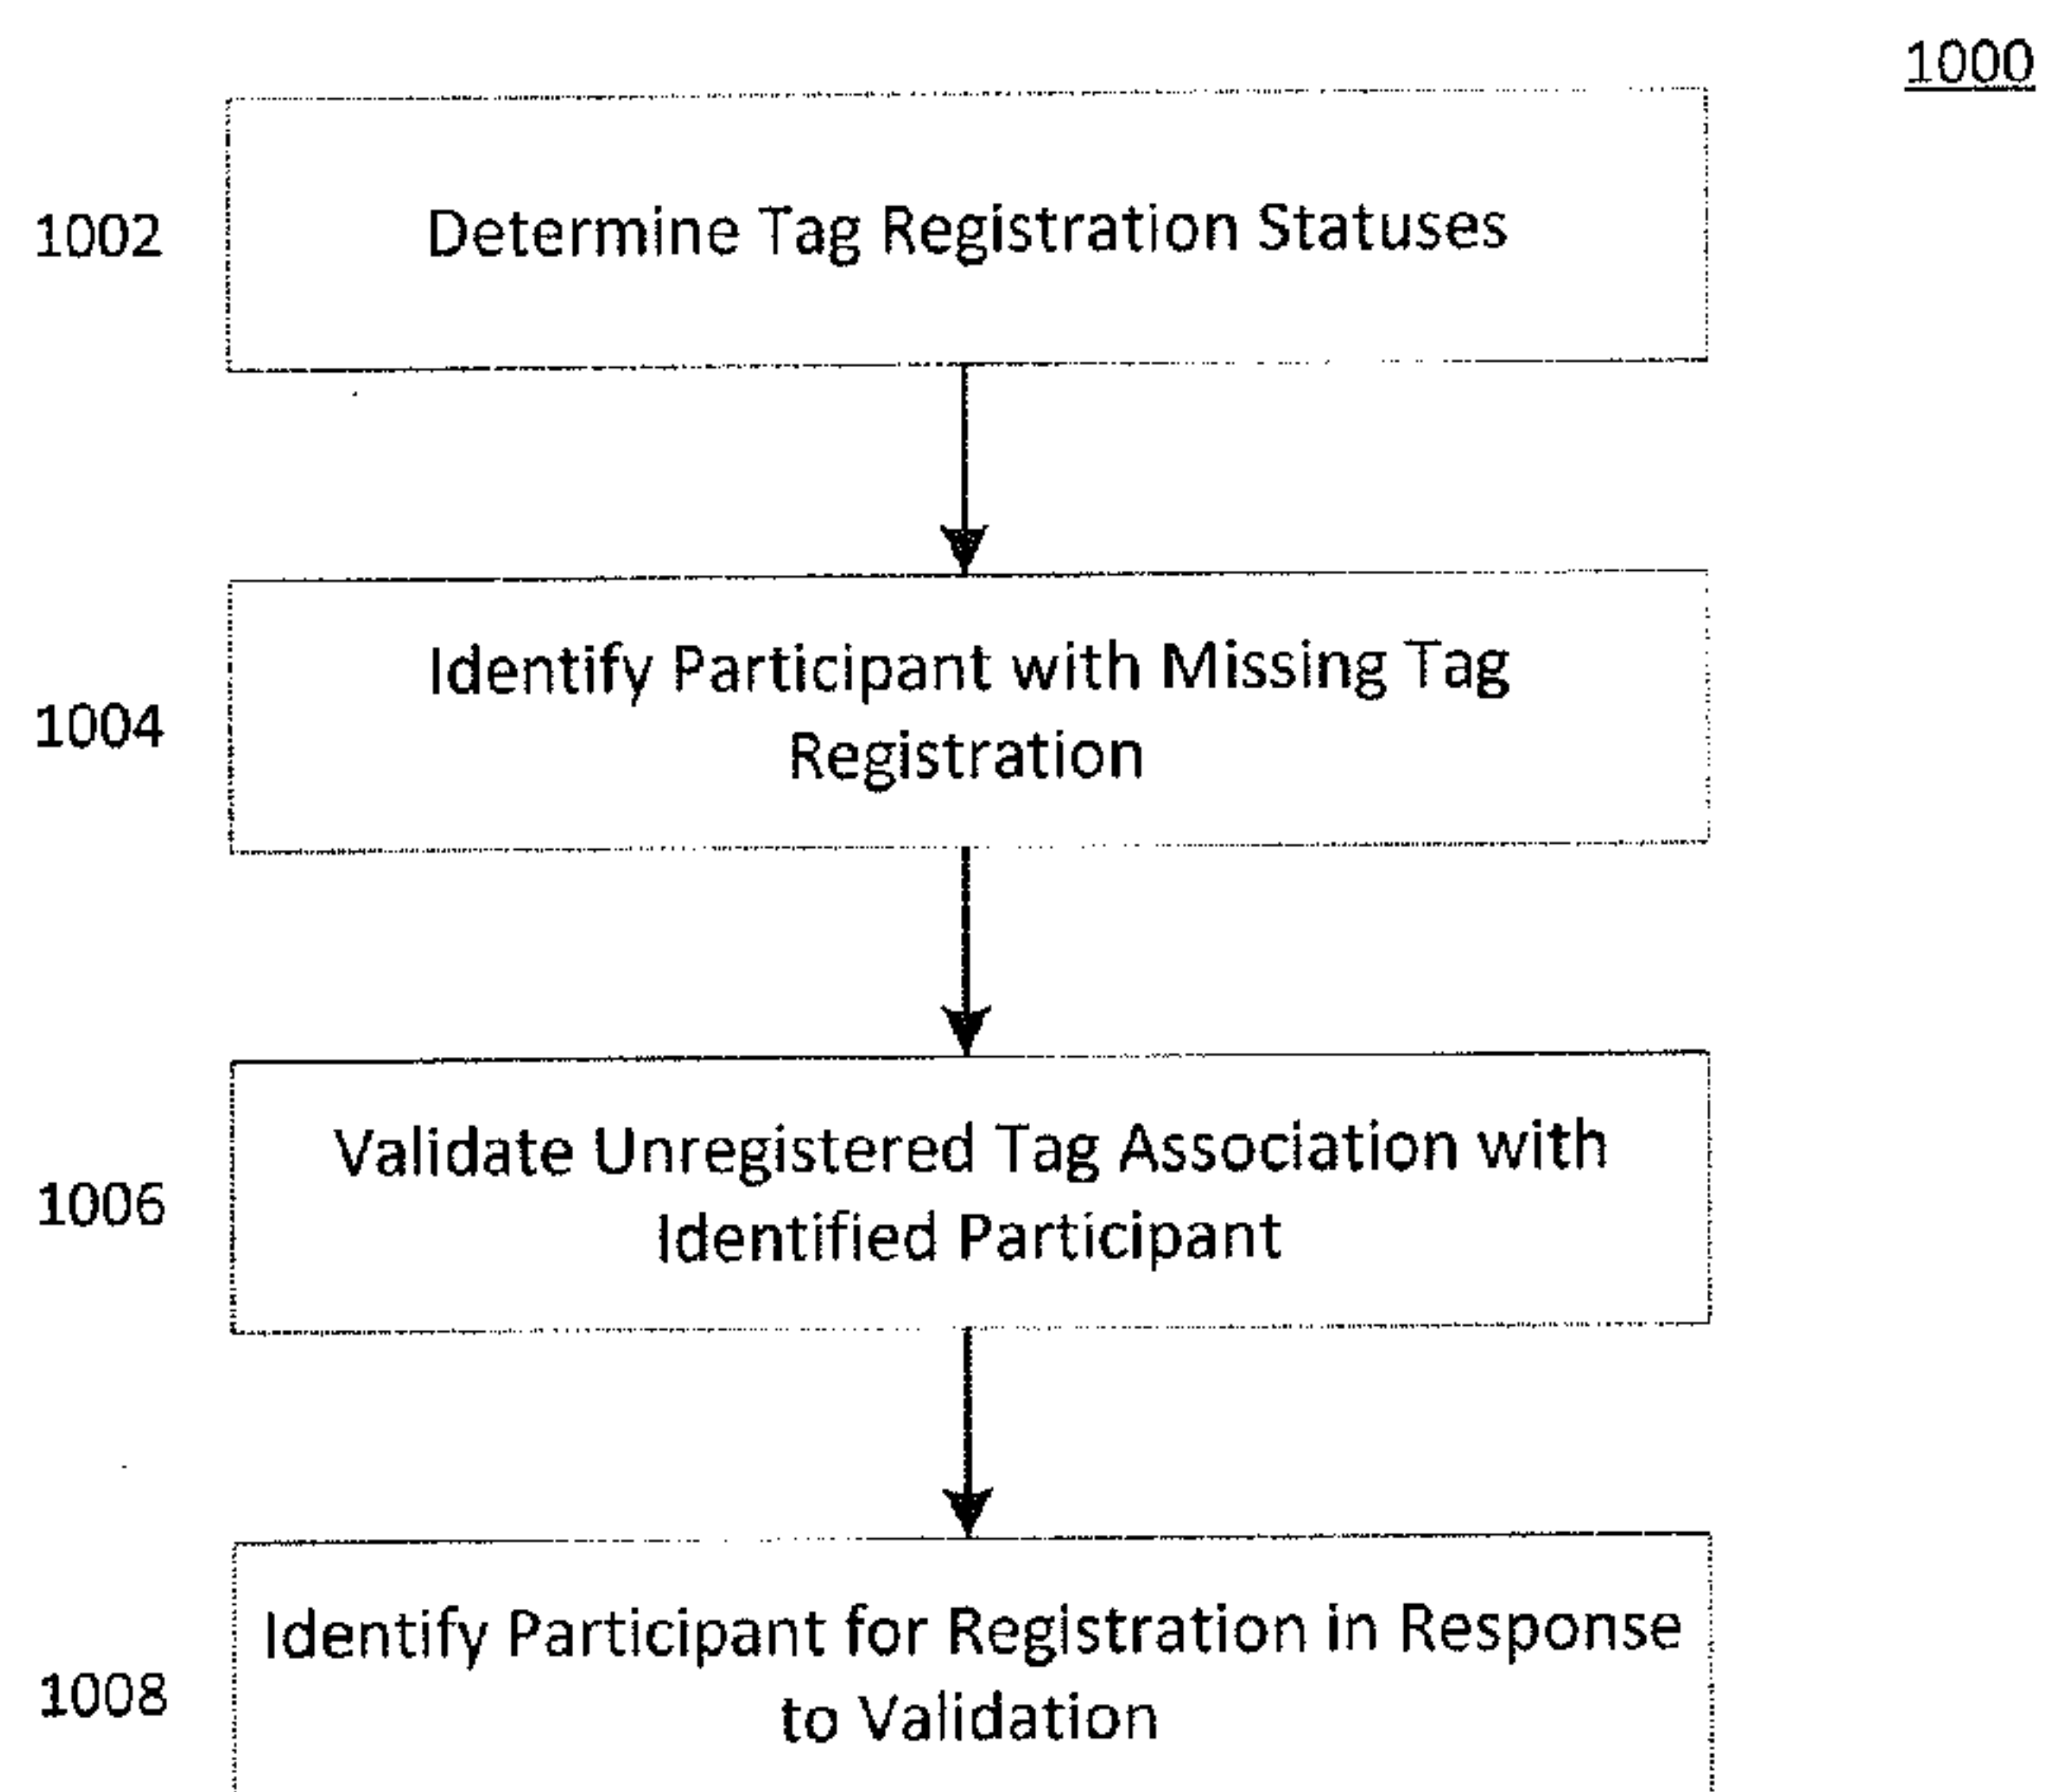 1000
1002
Determine Tag Registration Statuses
1004
Identify Participant with Missing Tag
Registration
1006
Validate Unregistered Tag Association with
Identified Participant
1008
Identify Participant for Registration in Response
to Validation